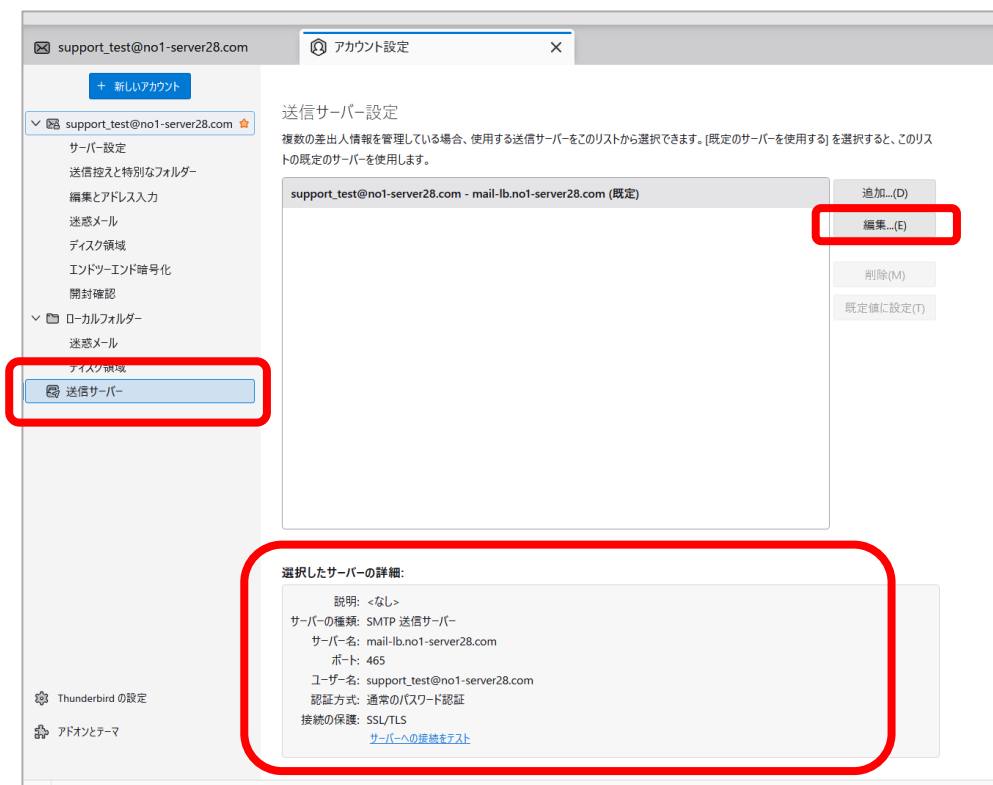 support_test@no1-server28.com
アカウント設定
+ 新しいアカウント
support_test@no1-server28.com
サーバー設定
送信控えと特別なフォルダー
編集とアドレス入力
迷惑メール
ディスク領域
エンドツーエンド暗号化
開封確認
ローカルフォルダー
迷惑メール
ディスク領域
送信サーバー
Thunderbird の設定
アドオンとテーマ
送信サーバー設定
複数の差出人情報を管理している場合、使用する送信サーバーをこのリストから選択できます。[既定のサーバーを使用する] を選択すると、このリス
トの既定のサーバーを使用します。
support_test@no1-server28.com - mail-lb.no1-server28.com (既定)
追加...(D)
編集...(E)
削除(M)
既定値に設定(T)
選択したサーバーの詳細:
説明: <なし>
サーバーの種類: SMTP 送信サーバー
サーバー名: mail-lb.no1-server28.com
ポート: 465
ユーザー名: support_test@no1-server28.com
認証方式: 通常のパスワード認証
接続の保護: SSL/TLS
サーバーへの接続をテスト